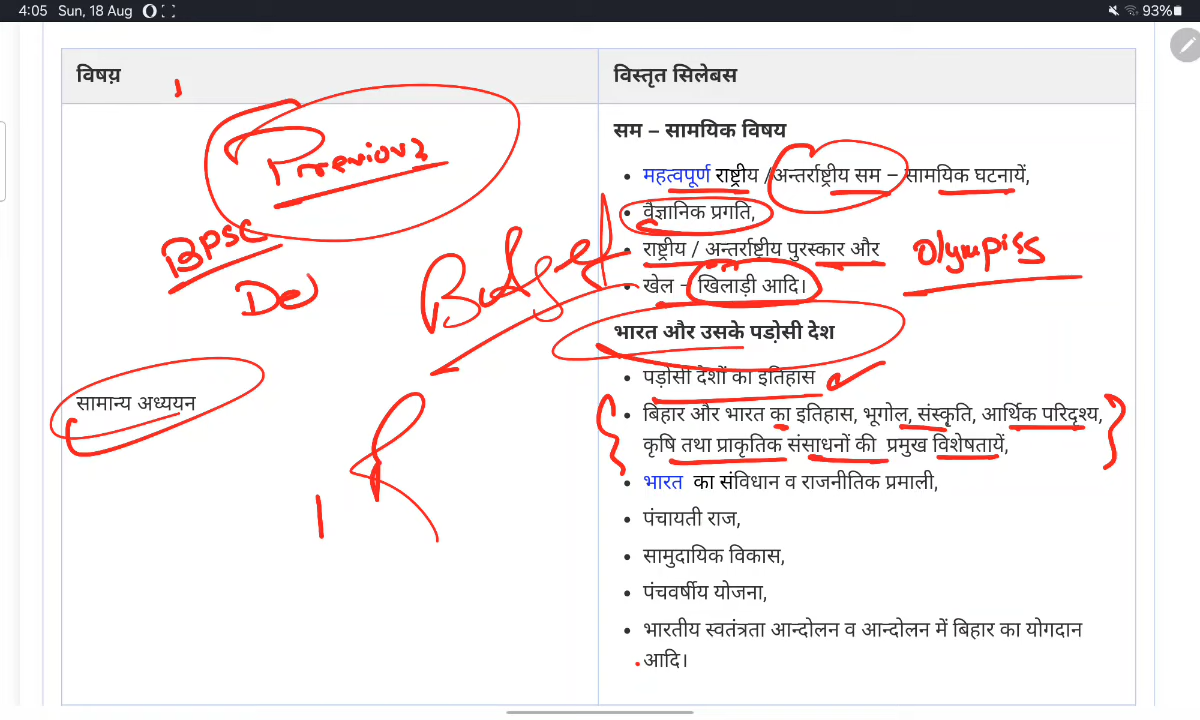 4:05 Sun, 18 Aug
93%
विषय़
विस्तृत सिलेबस
सम – सामयिक विषय
• महत्वपूर्ण राष्ट्रीय / अन्तर्राष्ट्रीय सम – सामयिक घटनायें,
• वैज्ञानिक प्रगति,
• राष्ट्रीय / अन्तर्राष्ट्रीय पुरस्कार और
• खेल – खिलाड़ी आदि।
भारत और उसके पड़ोसी देश
• पड़ोसी देशों का इतिहास
• बिहार और भारत का इतिहास, भूगोल, संस्कृति, आर्थिक परिदृश्य,
कृषि तथा प्राकृतिक संसाधनों की प्रमुख विशेषतायें,
• भारत का संविधान व राजनीतिक प्रमाली,
• पंचायती राज,
• सामुदायिक विकास,
• पंचवर्षीय योजना,
• भारतीय स्वतंत्रता आन्दोलन व आन्दोलन में बिहार का योगदान
आदि।
सामान्य अध्ययन
BPSC
Budget